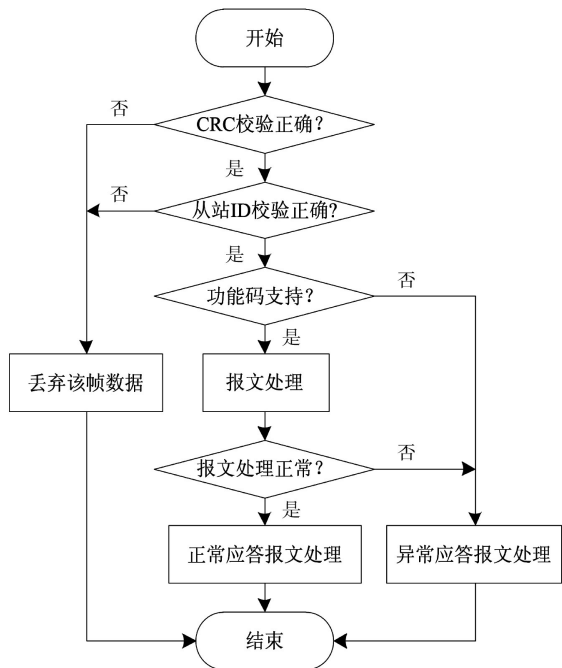 开始
否
CRC校验正确？
是
否
从站ID校验正确？
是
功能码支持？
否
是
丢弃该帧数据
报文处理
报文处理正常？
否
是
正常应答报文处理
异常应答报文处理
结束